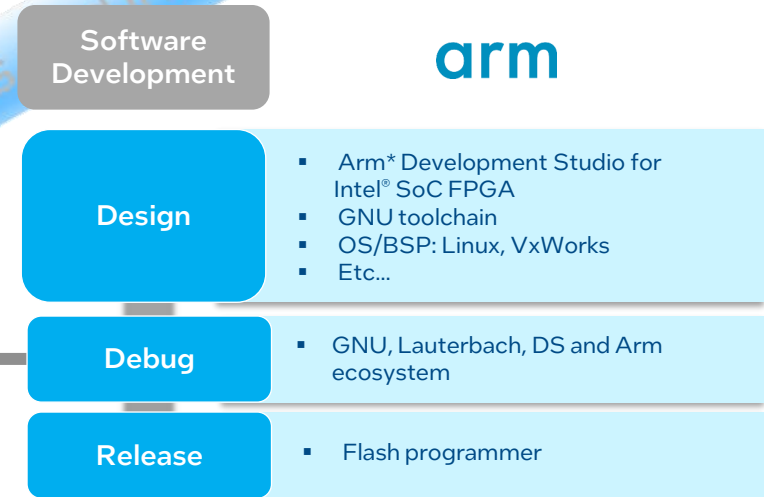 Software
Development
arm
Design
▪ Arm* Development Studio for
Intel® SoC FPGA
▪ GNU toolchain
▪ OS/BSP: Linux, VxWorks
▪ Etc...
Debug
▪ GNU, Lauterbach, DS and Arm
ecosystem
Release
▪ Flash programmer